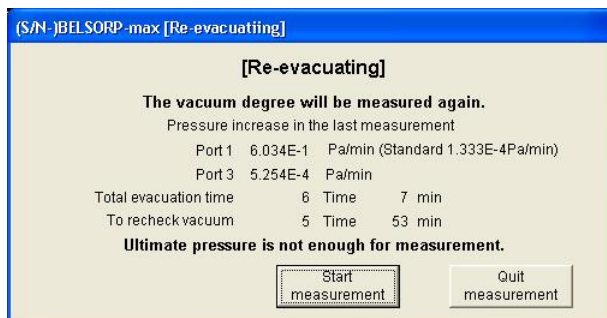 (S/N-)BELSORP-max [Re-evacuatiing]
[Re-evacuating]
The vacuum degree will be measured again.
Pressure increase in the last measurement
Port 1 6.034E-1 Pa/min (Standard 1.333E-4Pa/min)
Port 3 5.254E-4 Pa/min
Total evacuation time 6 Time 7 min
To recheck vacuum 5 Time 53 min
Ultimate pressure is not enough for measurement.
Start measurement
Quit measurement